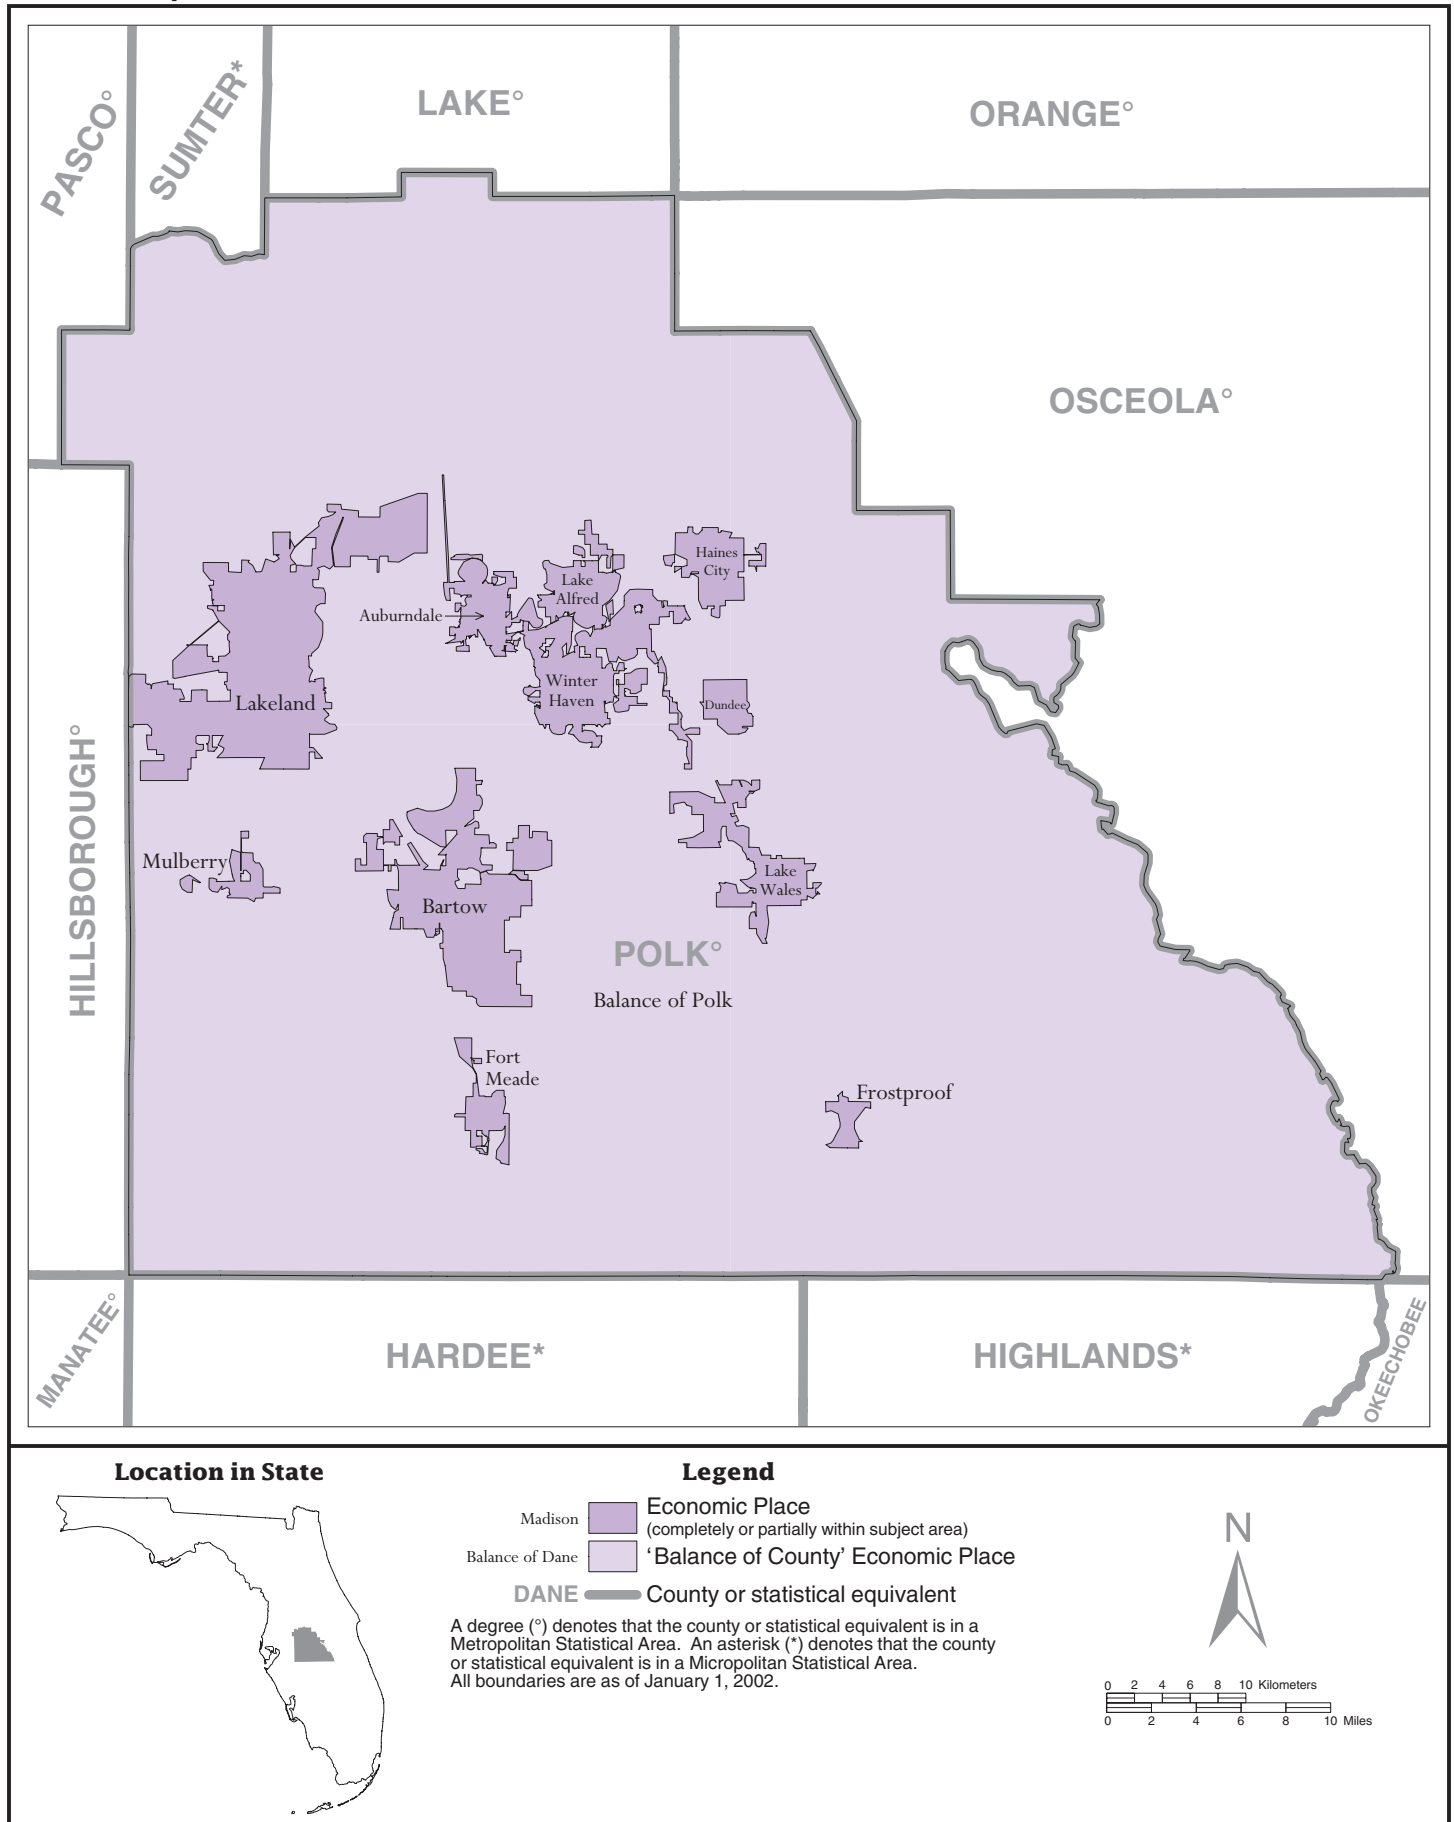 PASCO°
SUMTER*
LAKE°
ORANGE°
OSCEOLA°
Haines
City
Lake
Alfred
Auburndale
Winter
Haven
Lakeland
Dundee
HILLSBOROUGH°
Mulberry
Lake
Wales
Bartow
POLK°
Balance of Polk
Fort
Meade
Frostproof
MANATEE°
HARDEE*
HIGHLANDS*
OKEECHOBEE
Location in State
Legend
Madison
Economic Place
(completely or partially within subject area)
Balance of Dane
‘Balance of County’ Economic Place
DANE
County or statistical equivalent
A degree (°) denotes that the county or statistical equivalent is in a
Metropolitan Statistical Area. An asterisk (*) denotes that the county
or statistical equivalent is in a Micropolitan Statistical Area.
All boundaries are as of January 1, 2002.
N
0 2 4 6 8 10 Kilometers
0 2 4 6 8 10 Miles